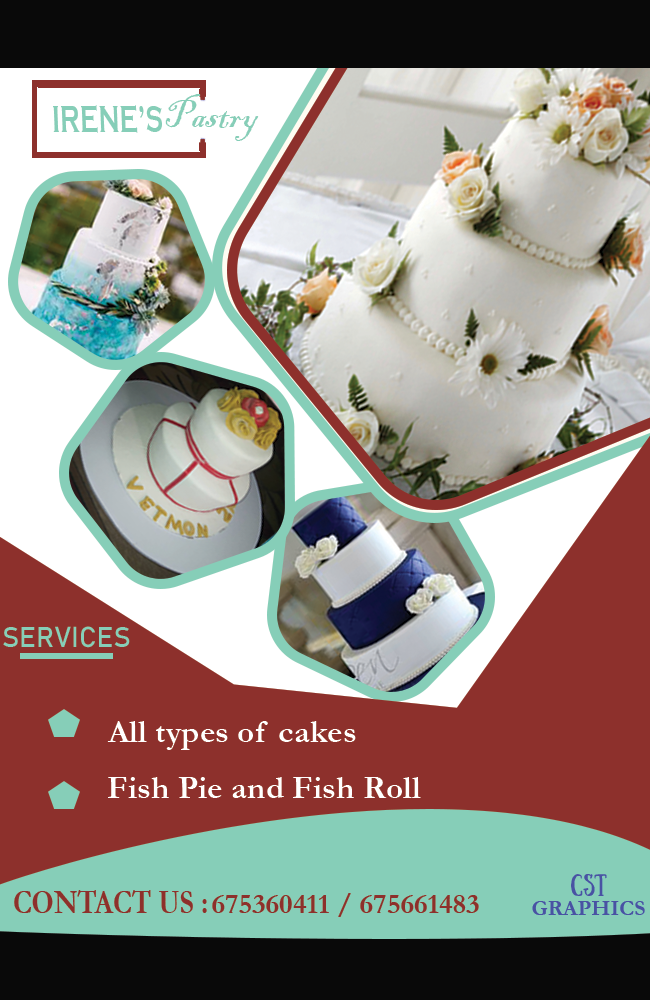 IRENE'S Pastry
VETMON
SERVICES
All types of cakes
Fish Pie and Fish Roll
CONTACT US : 675360411 / 675661483
CST
GRAPHICS